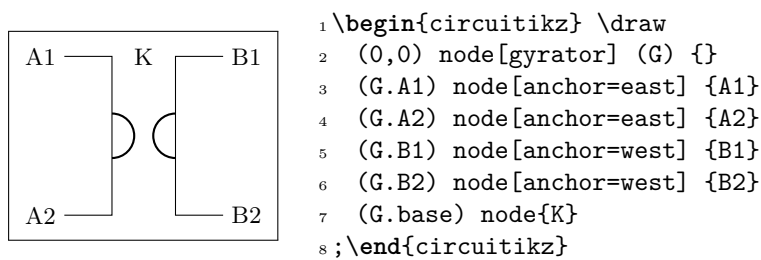 A1 K B1
A2 B2
1 \begin{circuitikz} \draw
2 (0,0) node[gyrator] (G) {}
3 (G.A1) node[anchor=east] {A1}
4 (G.A2) node[anchor=east] {A2}
5 (G.B1) node[anchor=west] {B1}
6 (G.B2) node[anchor=west] {B2}
7 (G.base) node{K}
8 ;\end{circuitikz}